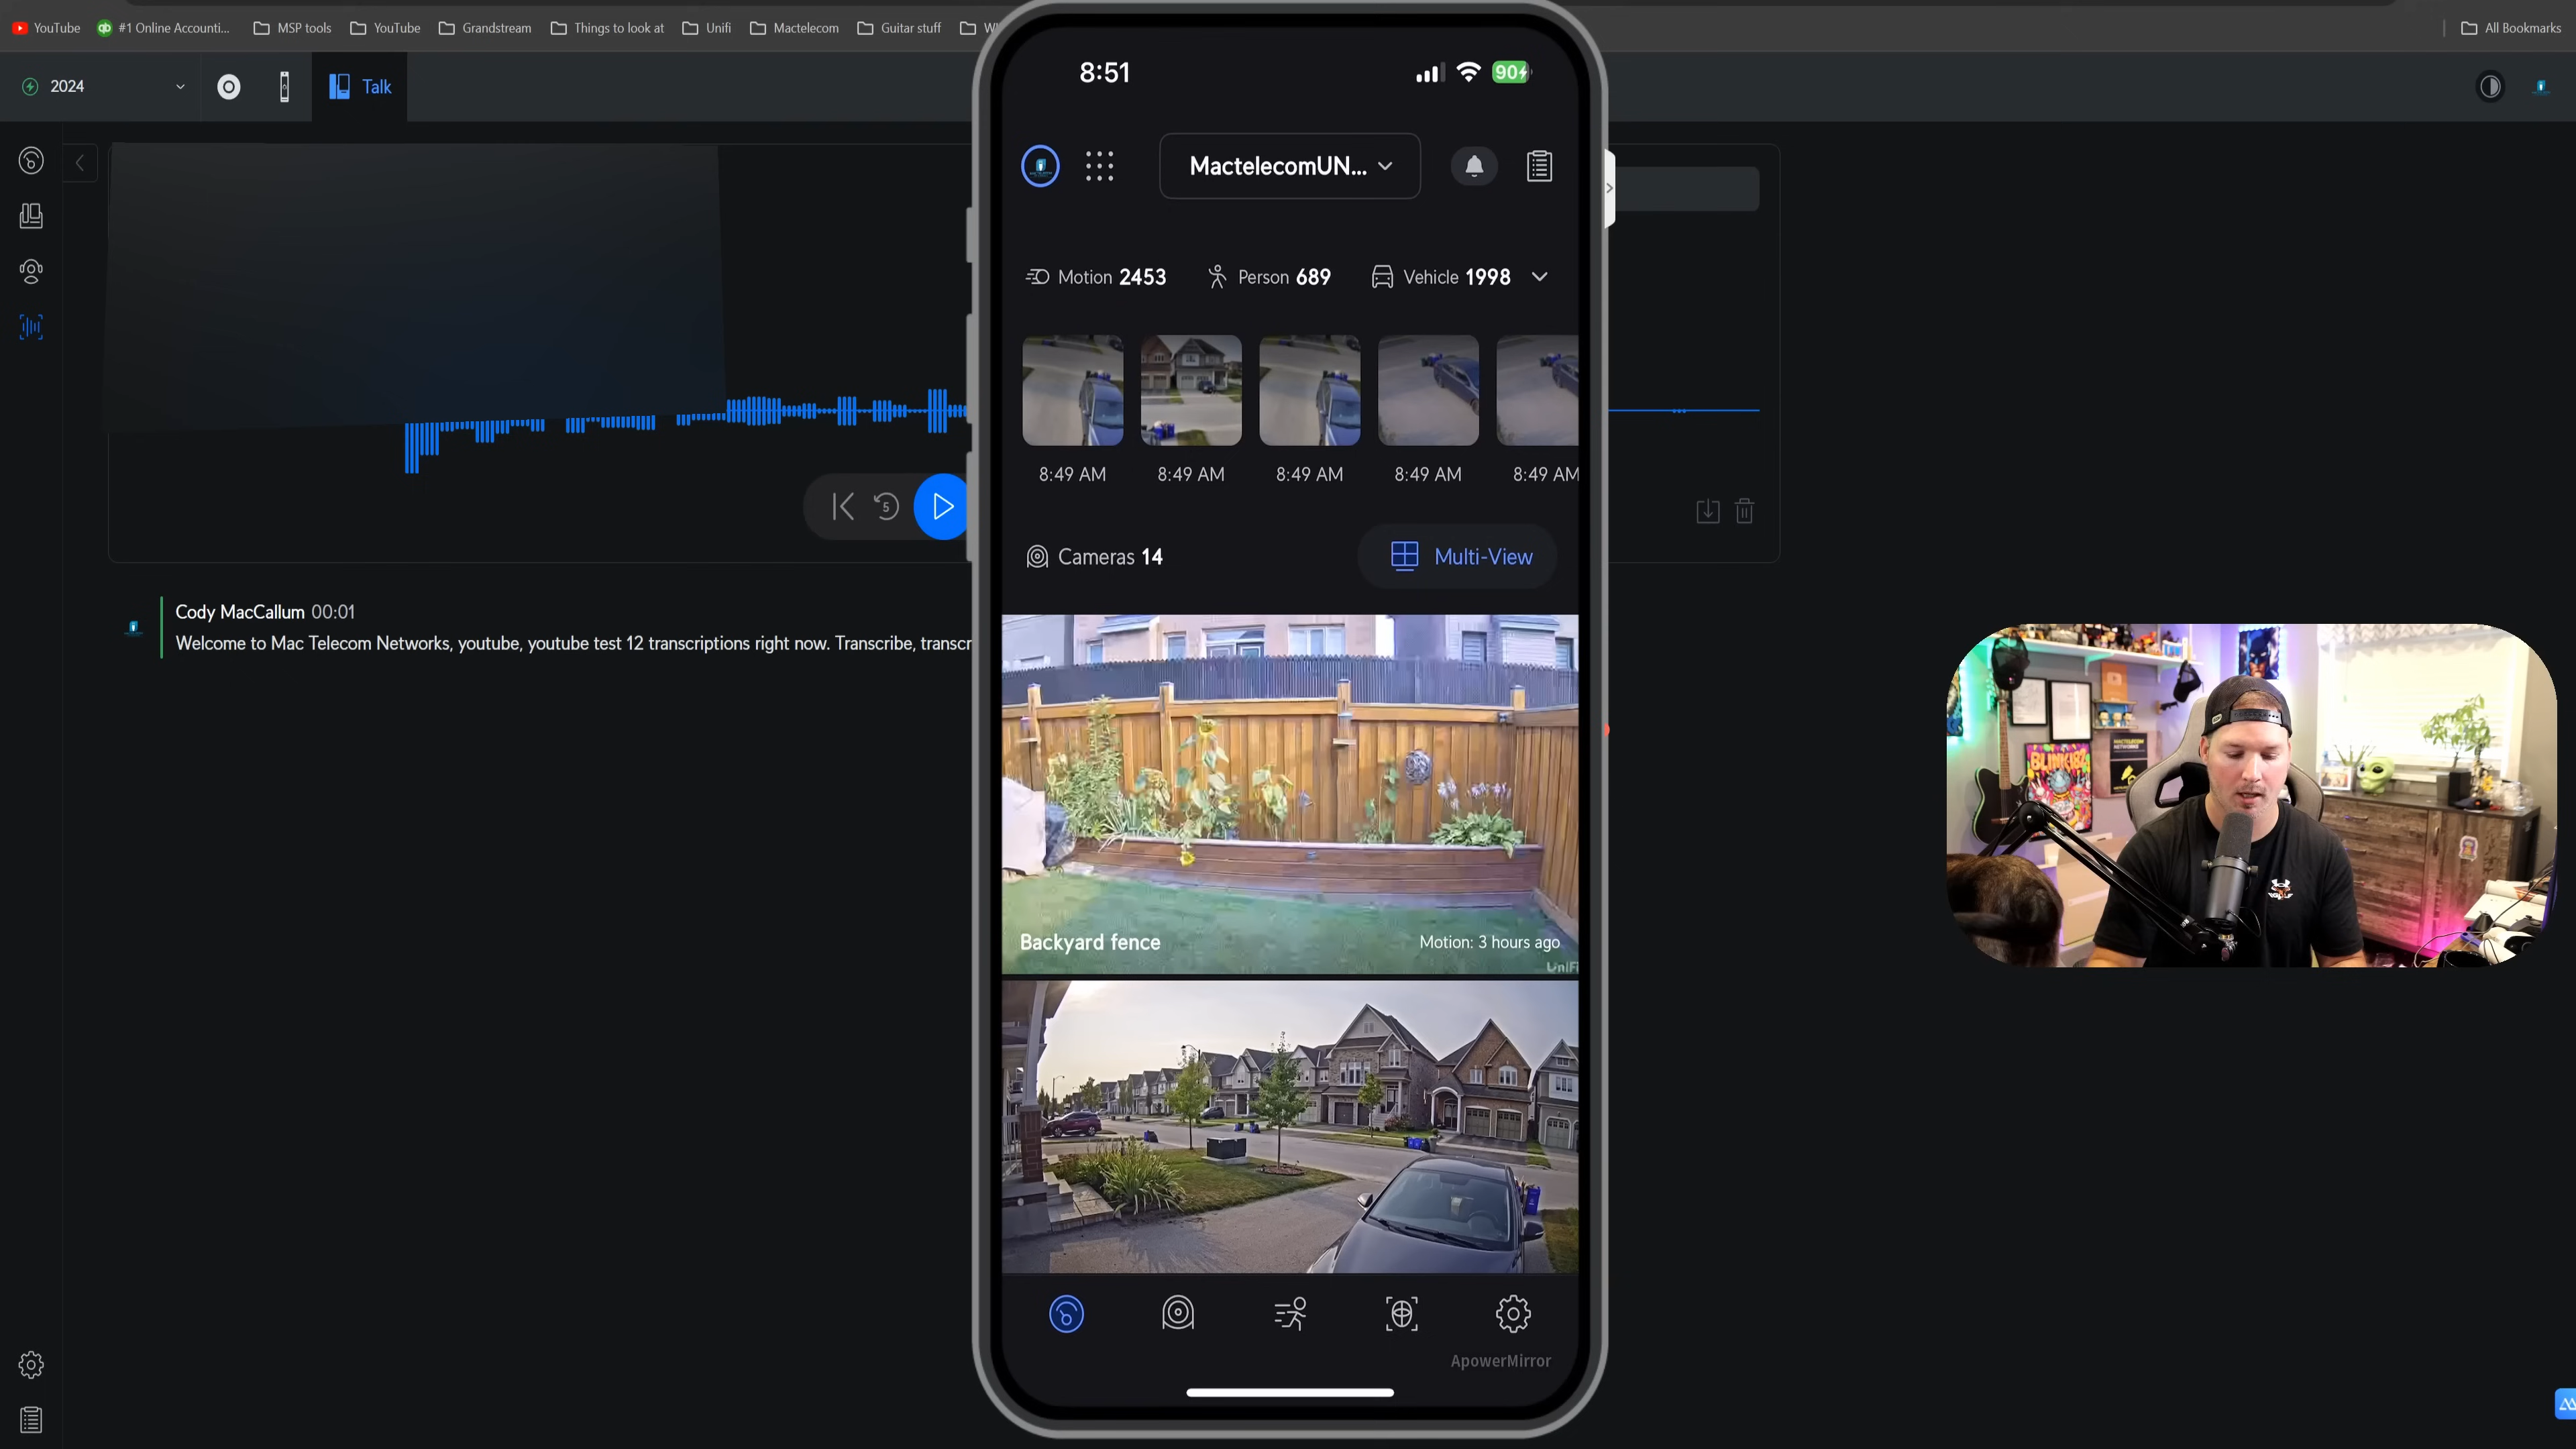 YouTube
#1 Online Accounti...
MSP tools
YouTube
Grandstream
Things to look at
Unifi
Mactelecom
Guitar stuff
All Bookmarks
2024
Talk
8:51
90
MactelecomUN...
Motion 2453
Person 689
Vehicle 1998
8:49 AM
8:49 AM
8:49 AM
8:49 AM
8:49 AM
5
Cameras 14
Multi-View
Cody MacCallum 00:01
Welcome to Mac Telecom Networks, youtube, youtube test 12 transcriptions right now. Transcribe, transcr
BLINK182
Backyard fence
Motion: 3 hours ago
UniFi
ApowerMirror